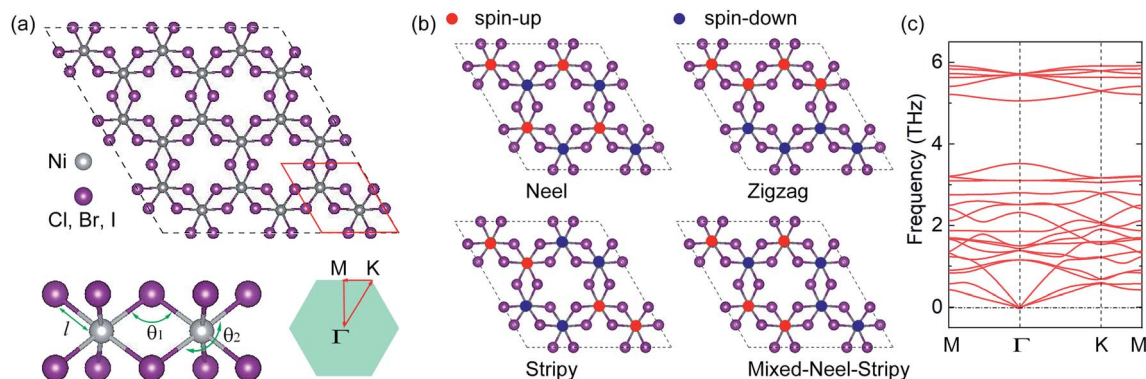 (a)
Ni
Cl, Br, I
l
θ1
θ2
M
K
Γ
(b)
spin-up
spin-down
Neel
Zigzag
Stripy
Mixed-Neel-Stripy
(c)
Frequency (THz)
6
4
2
0
M
Γ
K
M